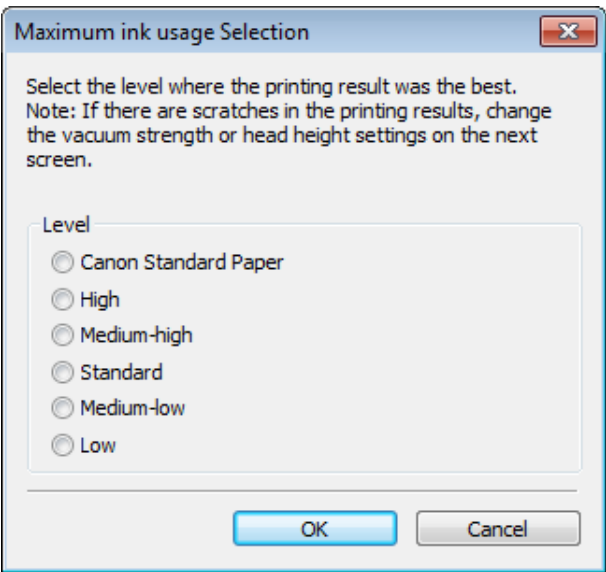 Maximum ink usage Selection
Select the level where the printing result was the best.
Note: If there are scratches in the printing results, change
the vacuum strength or head height settings on the next
screen.
Level
Canon Standard Paper
High
Medium-high
Standard
Medium-low
Low
OK
Cancel